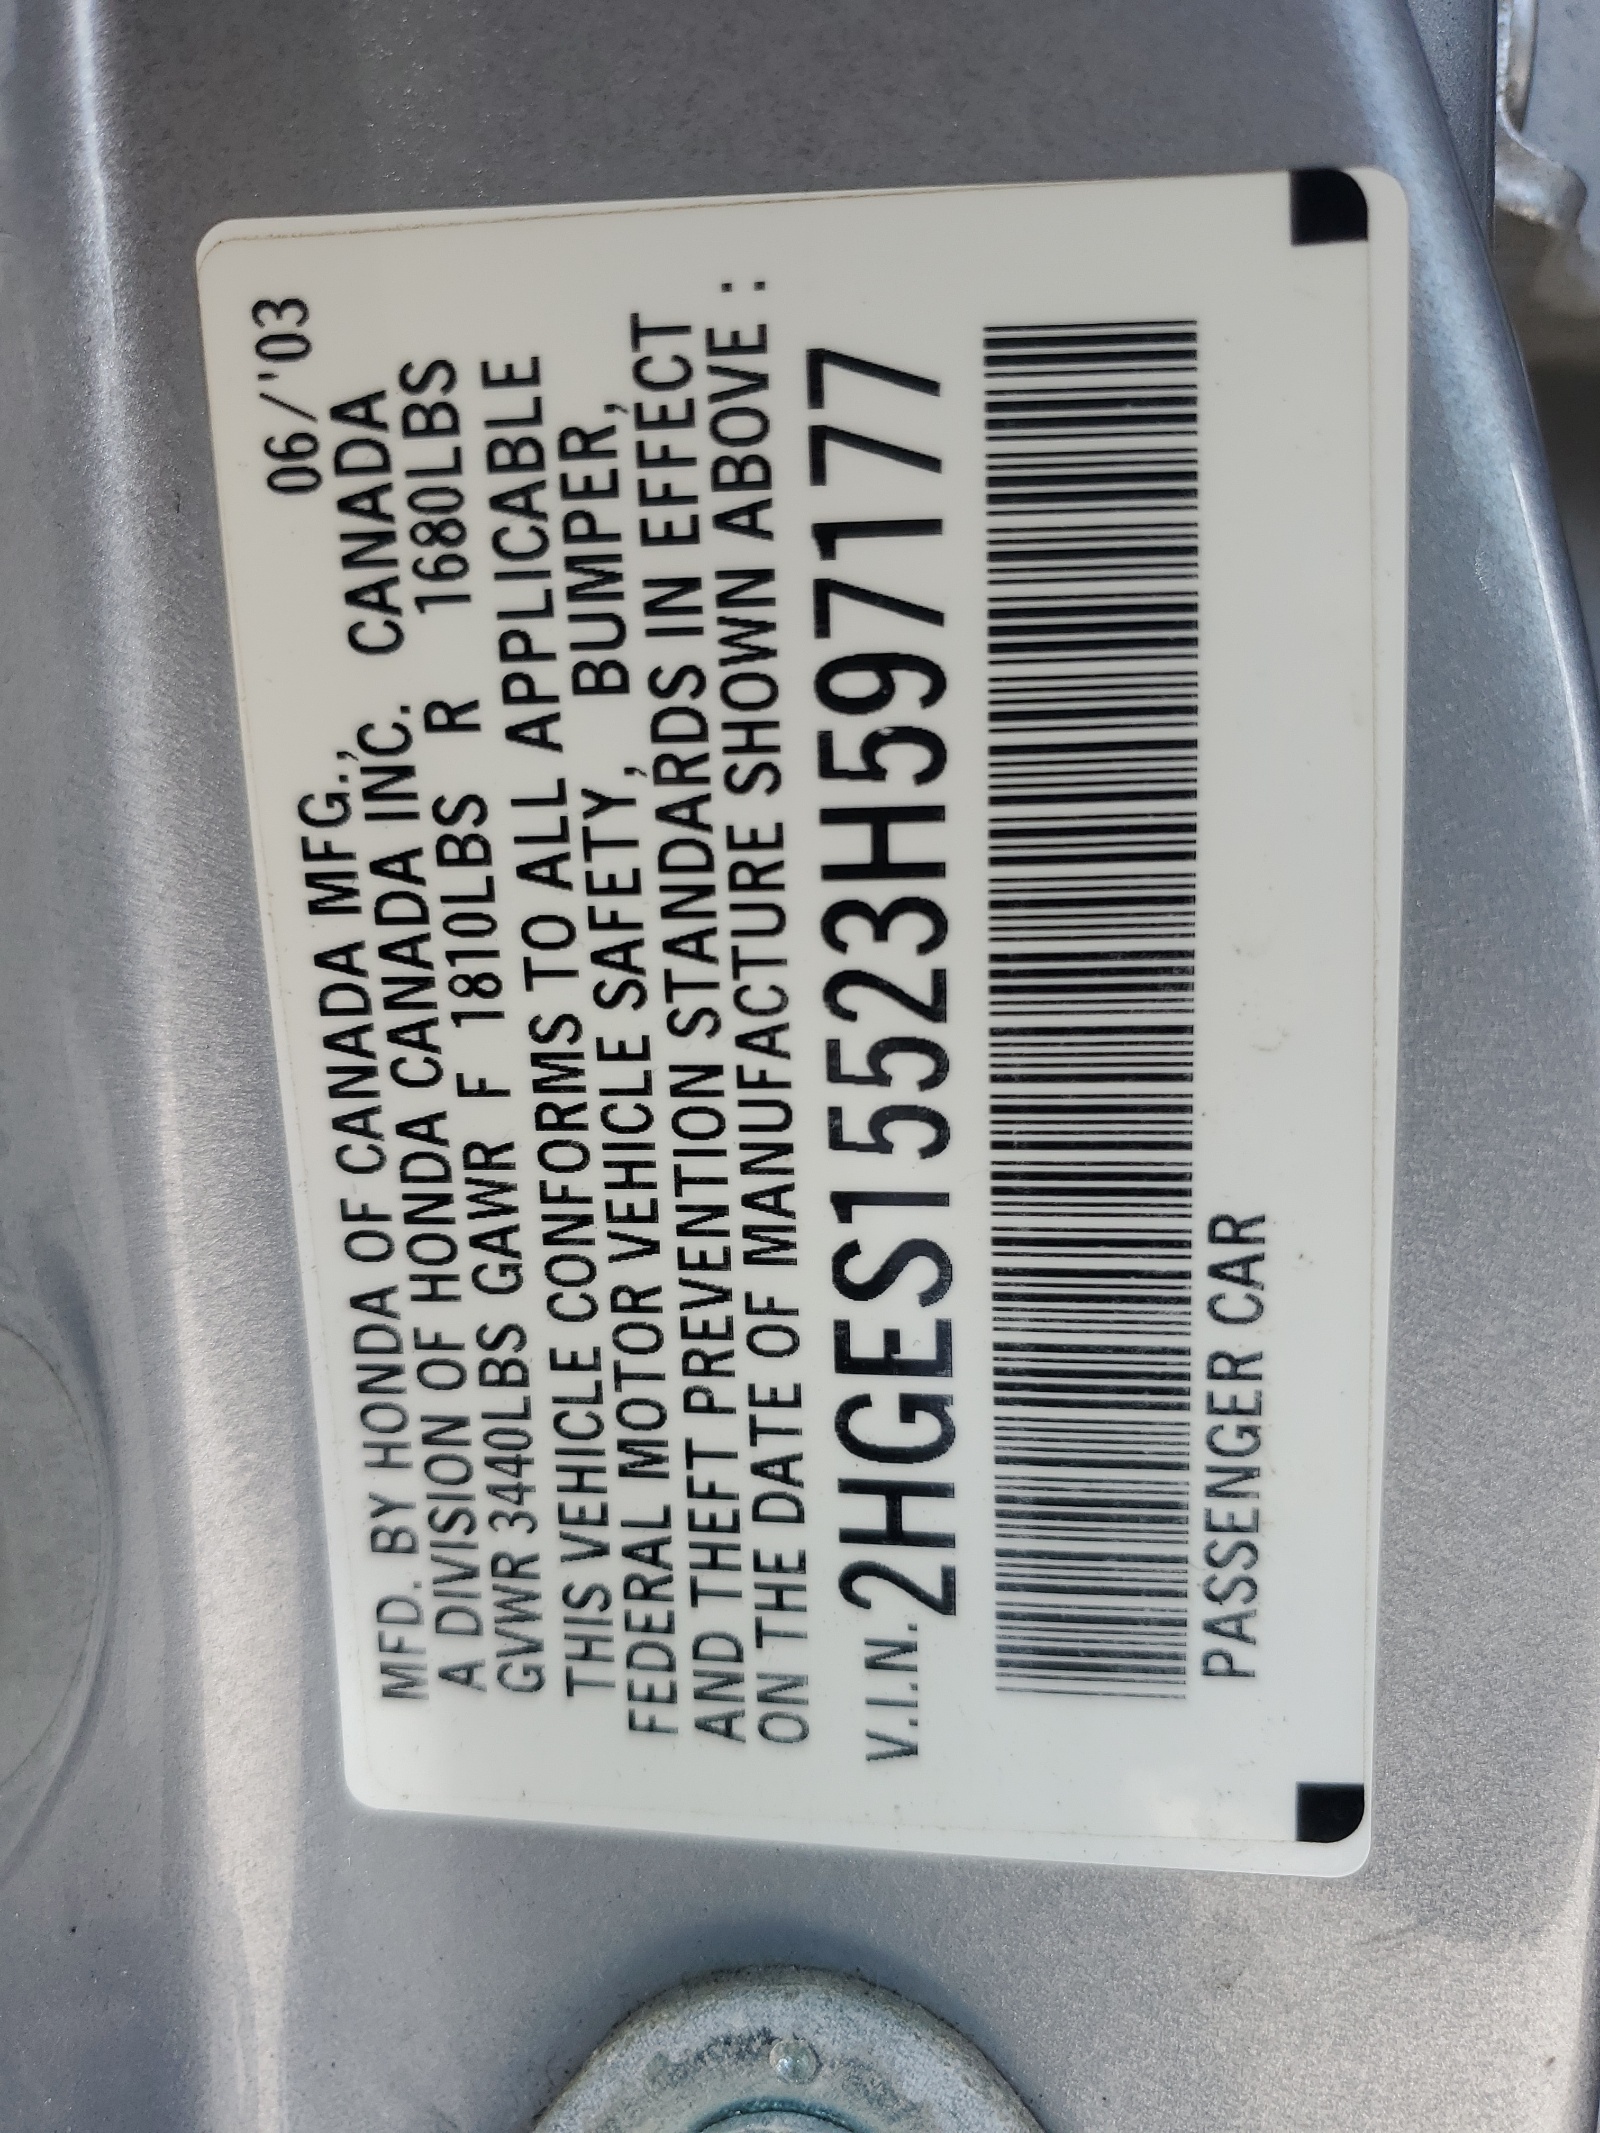 06/'03
MFD. BY HONDA OF CANADA MFG.,
A DIVISION OF HONDA CANADA INC. CANADA
GVWR 3440LBS GAWR F 1810LBS R 1680LBS
THIS VEHICLE CONFORMS TO ALL APPLICABLE
FEDERAL MOTOR VEHICLE SAFETY, BUMPER,
AND THEFT PREVENTION STANDARDS IN EFFECT
ON THE DATE OF MANUFACTURE SHOWN ABOVE :
V.I.N. 2HGES15523H597177
PASSENGER CAR